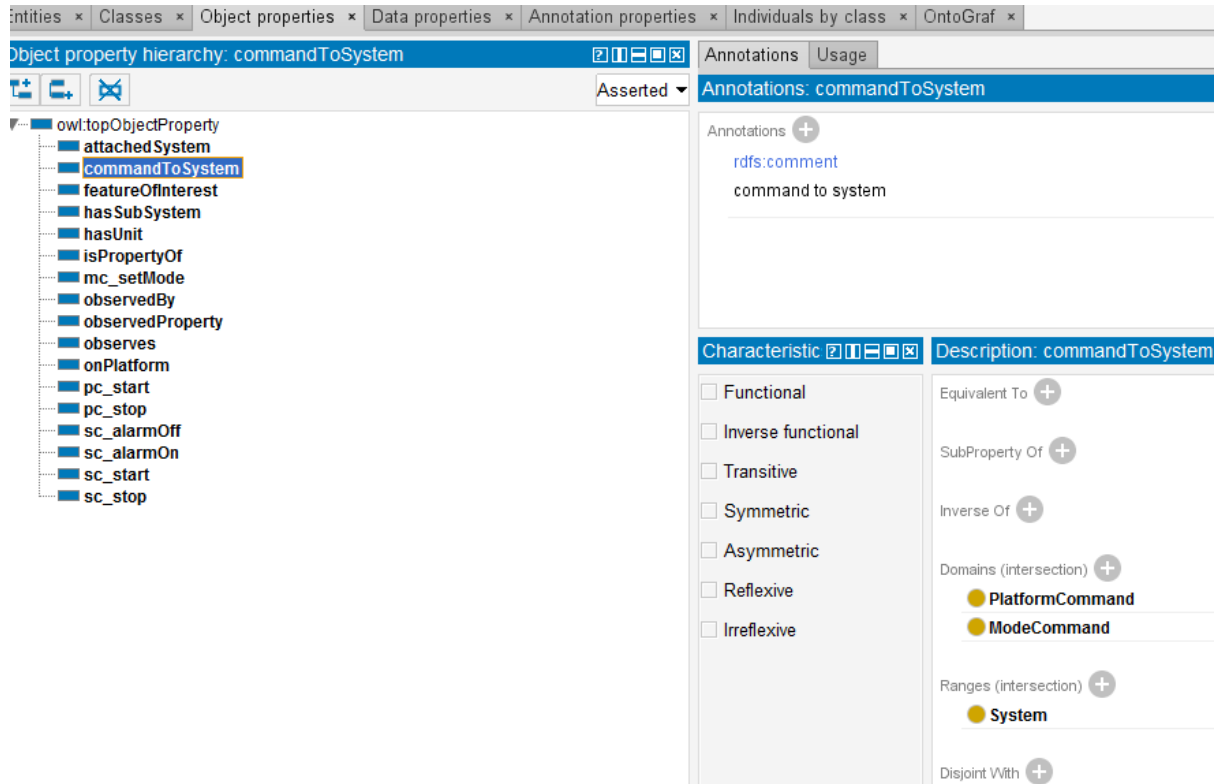 Entities × Classes × Object properties × Data properties × Annotation properties × Individuals by class × OntoGraf ×
Object property hierarchy: commandToSystem
Asserted
owl:topObjectProperty
attachedSystem
commandToSystem
featureOfInterest
hasSubSystem
hasUnit
isPropertyOf
mc_setMode
observedBy
observedProperty
observes
onPlatform
pc_start
pc_stop
sc_alarmOff
sc_alarmOn
sc_start
sc_stop
Annotations Usage
Annotations: commandToSystem
Annotations
rdfs:comment
command to system
Characteristic
Functional
Inverse functional
Transitive
Symmetric
Asymmetric
Reflexive
Irreflexive
Description: commandToSystem
Equivalent To
SubProperty Of
Inverse Of
Domains (intersection)
PlatformCommand
ModeCommand
Ranges (intersection)
System
Disjoint With